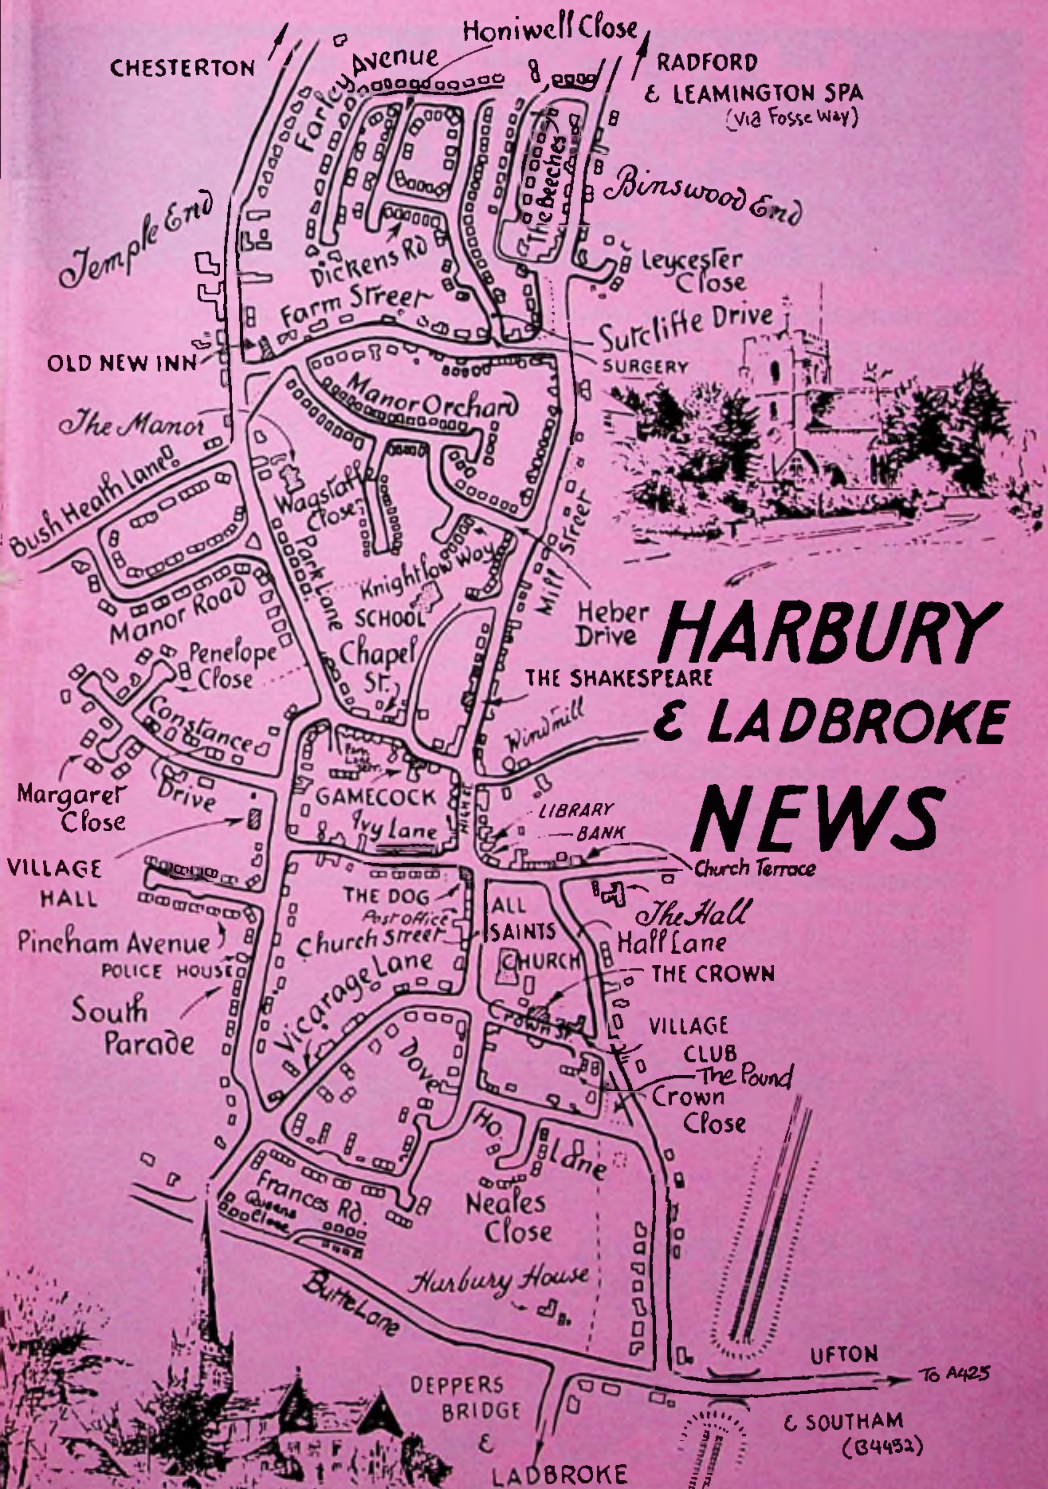 Honiwell Close
CHESTERTON
Farley Avenue
RADFORD
& LEAMINGTON SPA
(via Fosse Way)
The Beeches
Binswood End
Temple End
Dickens Rd
Leycester
Close
Farm Street
Sutcliffe Drive
OLD NEW INN
SURGERY
The Manor
Manor Orchard
Bush Heath Lane
Wagstaffe
Close
Park Lane
Knightlow Way
Mill Street
SCHOOL
Manor Road
Heber
Drive
HARBURY
& LADBROKE
NEWS
Penelope
Close
Chapel
St.
THE SHAKESPEARE
Constance
Drive
Windmill
Park
Lane
Terr.
Margaret
Close
GAMECOCK
HIGH ST.
Ivy Lane
LIBRARY
BANK
VILLAGE
HALL
Church Terrace
THE DOG
Post office
Church Street
ALL
SAINTS
CHURCH
The Hall
Hall Lane
Pineham Avenue
POLICE HOUSE
THE CROWN
Vicarage Lane
South
Parade
Crown St.
VILLAGE
CLUB
Dove
The Pound
Crown
Close
Ho.
Lane
Frances Rd.
Queens
Close
Neales
Close
Harbury House
Butt Lane
UFTON
To A425
DEPPERS
BRIDGE
&
LADBROKE
& SOUTHAM
(B4452)